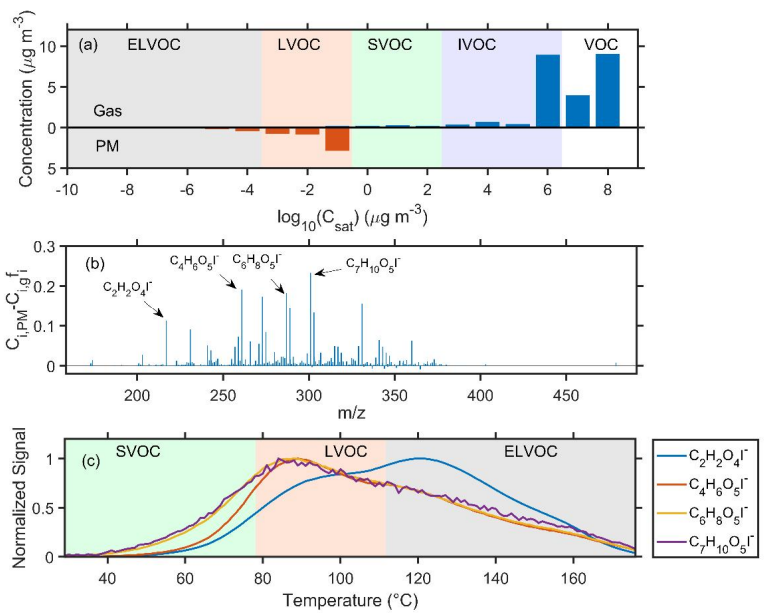 (a)
ELVOC LVOC SVOC IVOC VOC
Concentration (μg m⁻³)
10
5
0
5
Gas
PM
-10 -8 -6 -4 -2 0 2 4 6 8
log₁₀(C_sat) (μg m⁻³)
(b)
C_i,PM-C_i,g f_i
0.3
0.2
0.1
0
C₂H₂O₄I⁻
C₄H₆O₅I⁻
C₆H₈O₅I⁻
C₇H₁₀O₅I⁻
200 250 300 350 400 450
m/z
(c)
SVOC LVOC ELVOC
Normalized Signal
1
0.5
0
40 60 80 100 120 140 160
Temperature (°C)
C₂H₂O₄I⁻
C₄H₆O₅I⁻
C₆H₈O₅I⁻
C₇H₁₀O₅I⁻